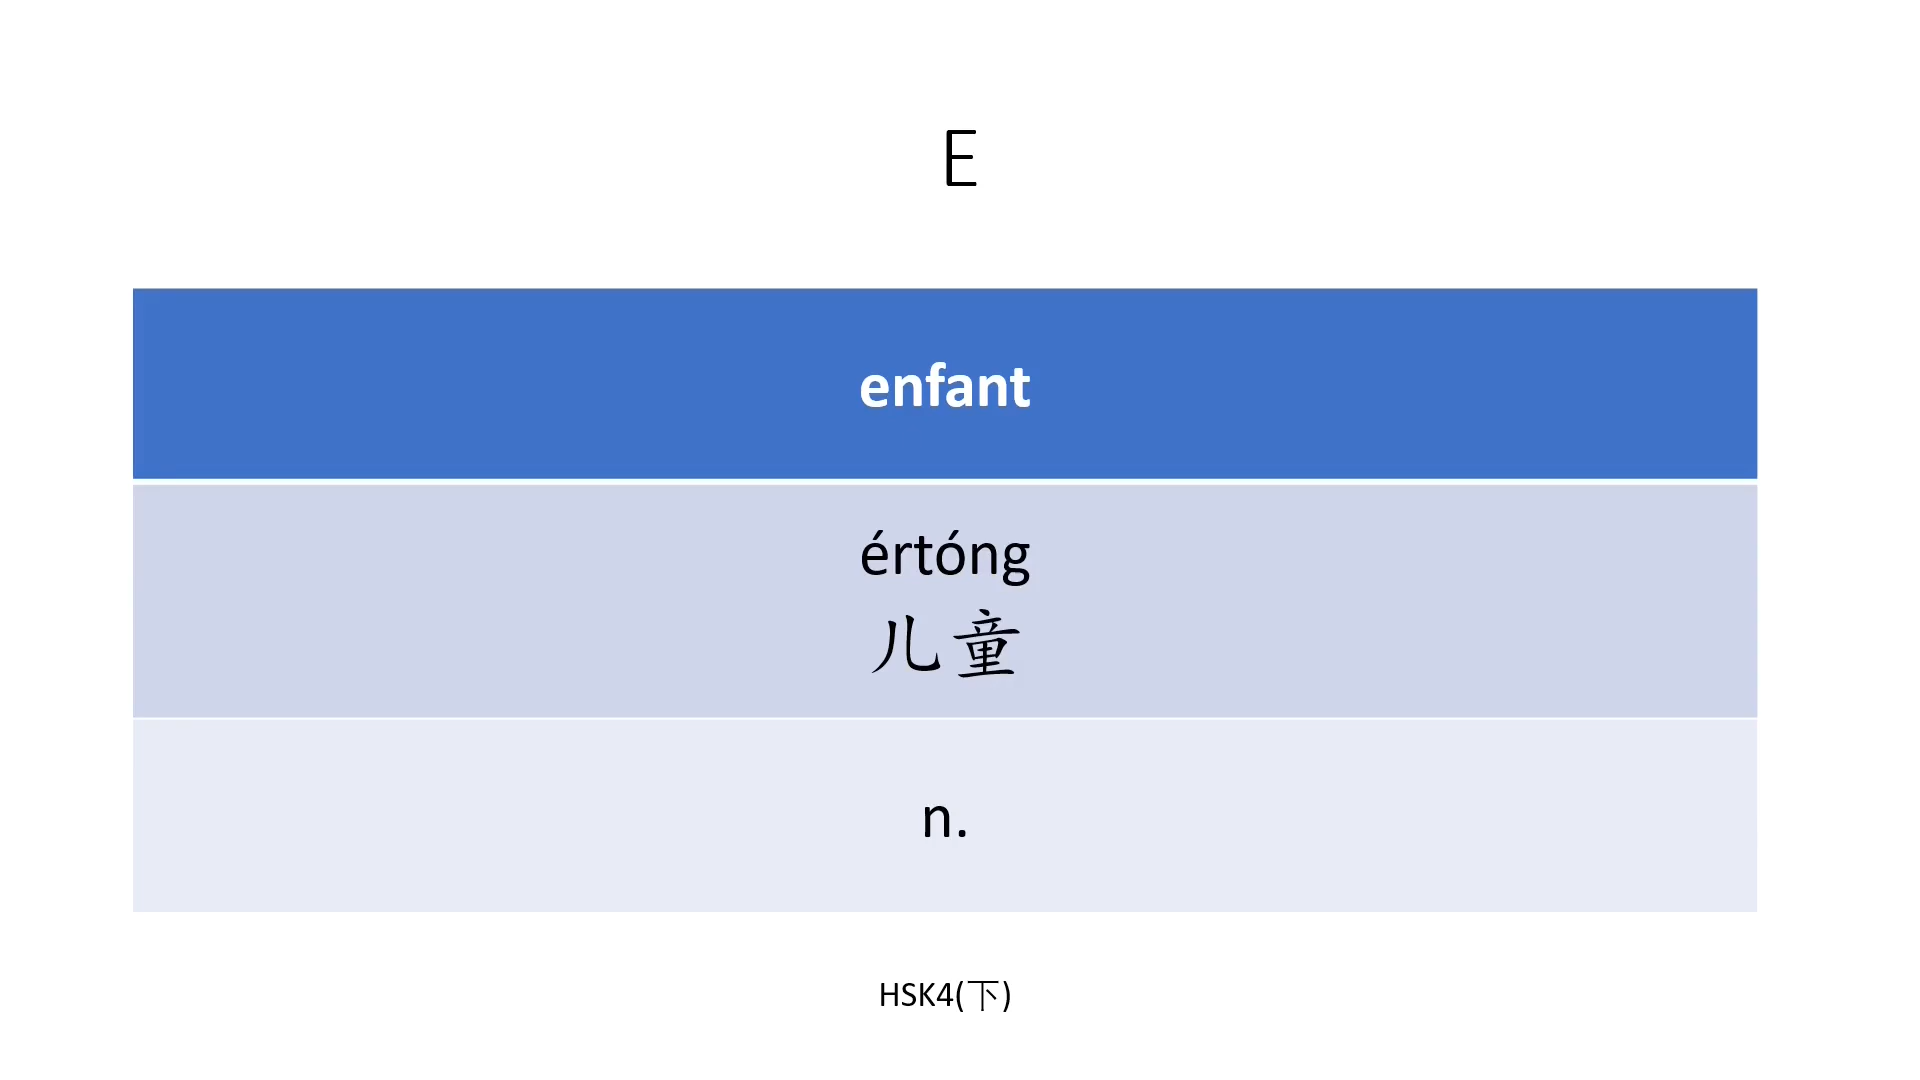 E
enfant
értóng
儿童
n.
HSK4(下)